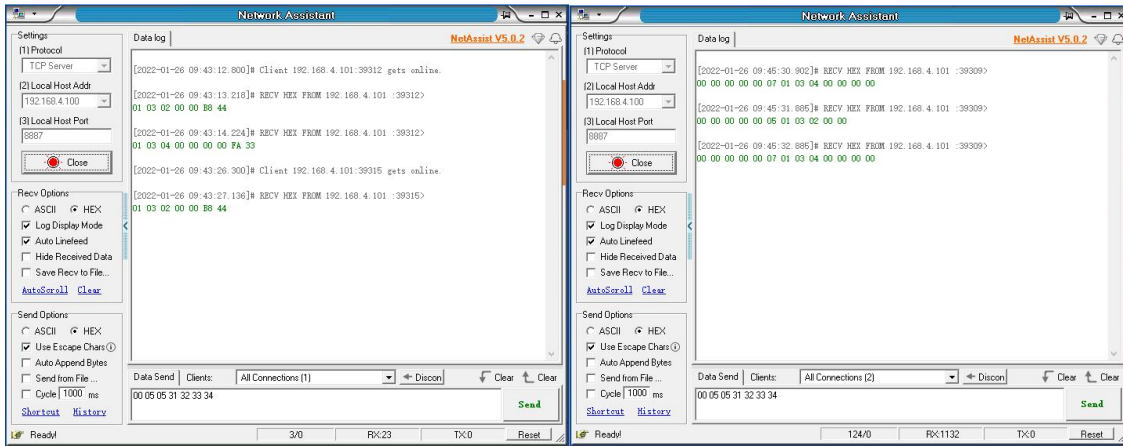 Network Assistant
Settings
(1) Protocol
TCP Server
(2) Local Host Addr
192.168.4.100
(3) Local Host Port
8887
Close
Recv Options
ASCII HEX
Log Display Mode
Auto Linefeed
Hide Received Data
Save Recv to File...
AutoScroll Clear
Send Options
ASCII HEX
Use Escape Chars
Auto Append Bytes
Send from File ...
Cycle 1000 ms
Shortcut History
Data log NetAssist V5.0.2
[2022-01-26 09:43:12.800]# Client 192.168.4.101:39312 gets online.
[2022-01-26 09:43:13.218]# RECV HEX FROM 192.168.4.101 :39312>
01 03 02 00 00 B8 44
[2022-01-26 09:43:14.224]# RECV HEX FROM 192.168.4.101 :39312>
01 03 04 00 00 00 00 FA 33
[2022-01-26 09:43:26.300]# Client 192.168.4.101:39315 gets online.
[2022-01-26 09:43:27.136]# RECV HEX FROM 192.168.4.101 :39315>
01 03 02 00 00 B8 44
Data Send Clients: All Connections (1) Discon Clear Clear
00 05 05 31 32 33 34
Send
Ready! 3/0 RX:23 TX:0 Reset
Network Assistant
Settings
(1) Protocol
TCP Server
(2) Local Host Addr
192.168.4.100
(3) Local Host Port
8887
Close
Recv Options
ASCII HEX
Log Display Mode
Auto Linefeed
Hide Received Data
Save Recv to File...
AutoScroll Clear
Send Options
ASCII HEX
Use Escape Chars
Auto Append Bytes
Send from File ...
Cycle 1000 ms
Shortcut History
Data log NetAssist V5.0.2
[2022-01-26 09:45:30.902]# RECV HEX FROM 192.168.4.101 :39309>
00 00 00 00 00 07 01 03 04 00 00 00 00
[2022-01-26 09:45:31.885]# RECV HEX FROM 192.168.4.101 :39309>
00 00 00 00 00 05 01 03 02 00 00
[2022-01-26 09:45:32.885]# RECV HEX FROM 192.168.4.101 :39309>
00 00 00 00 00 07 01 03 04 00 00 00 00
Data Send Clients: All Connections (2) Discon Clear Clear
00 05 05 31 32 33 34
Send
Ready! 124/0 RX:1132 TX:0 Reset